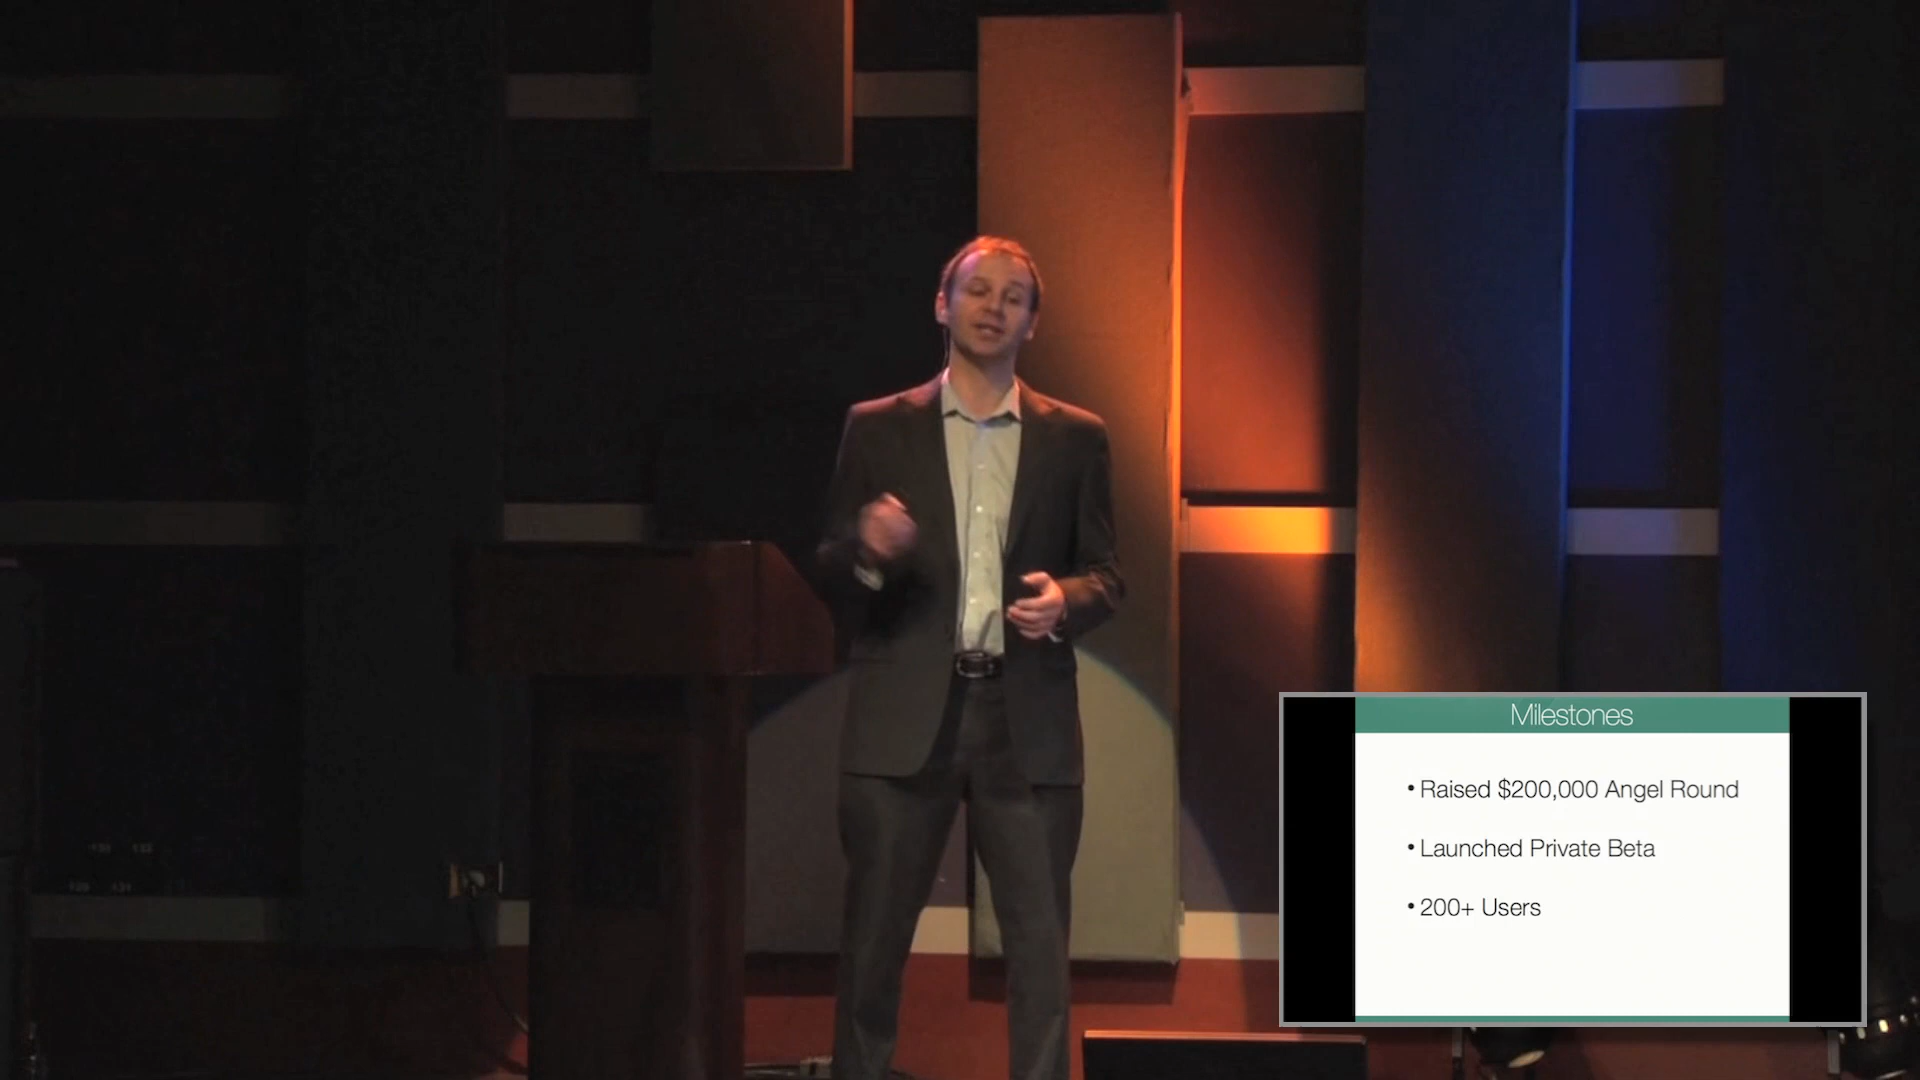 Milestones
• Raised $200,000 Angel Round
• Launched Private Beta
• 200+ Users